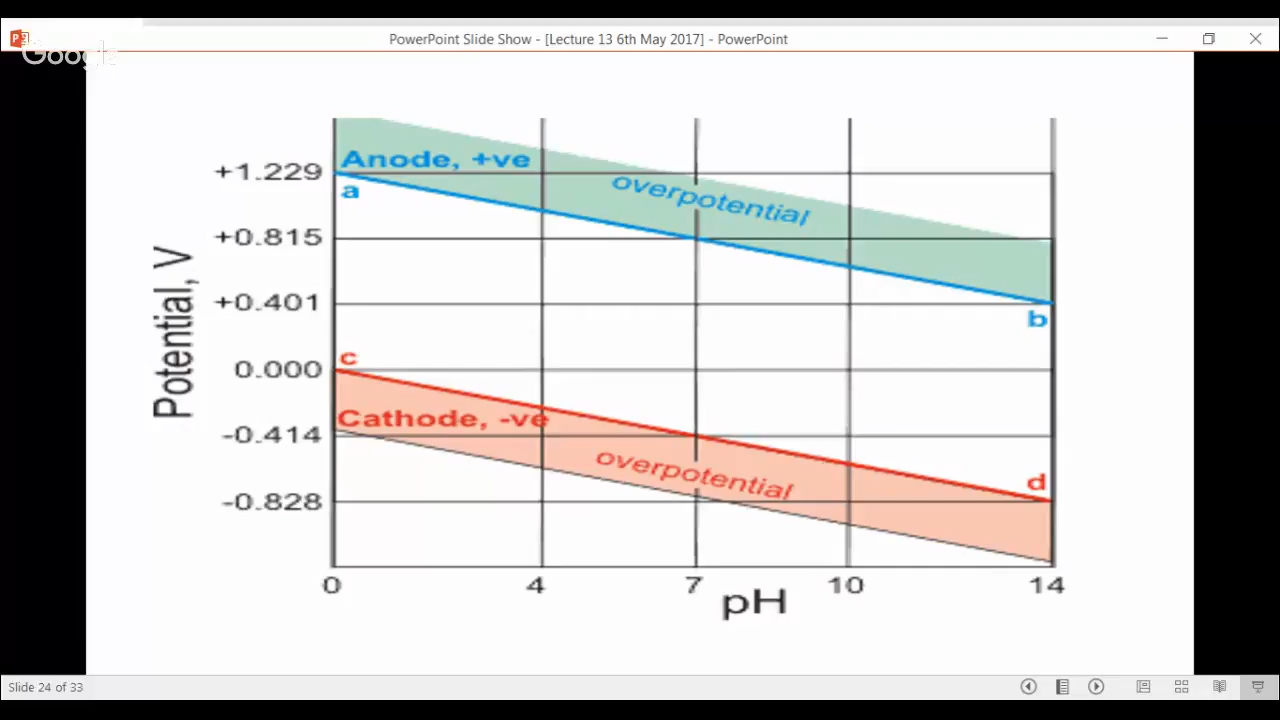 PowerPoint Slide Show - [Lecture 13 6th May 2017] - PowerPoint
Google
Anode, +ve
+1.229
a
overpotential
+0.815
+0.401
b
c
0.000
Cathode, -ve
-0.414
overpotential
d
-0.828
Potential, V
0 4 7 10 14
pH
Slide 24 of 33